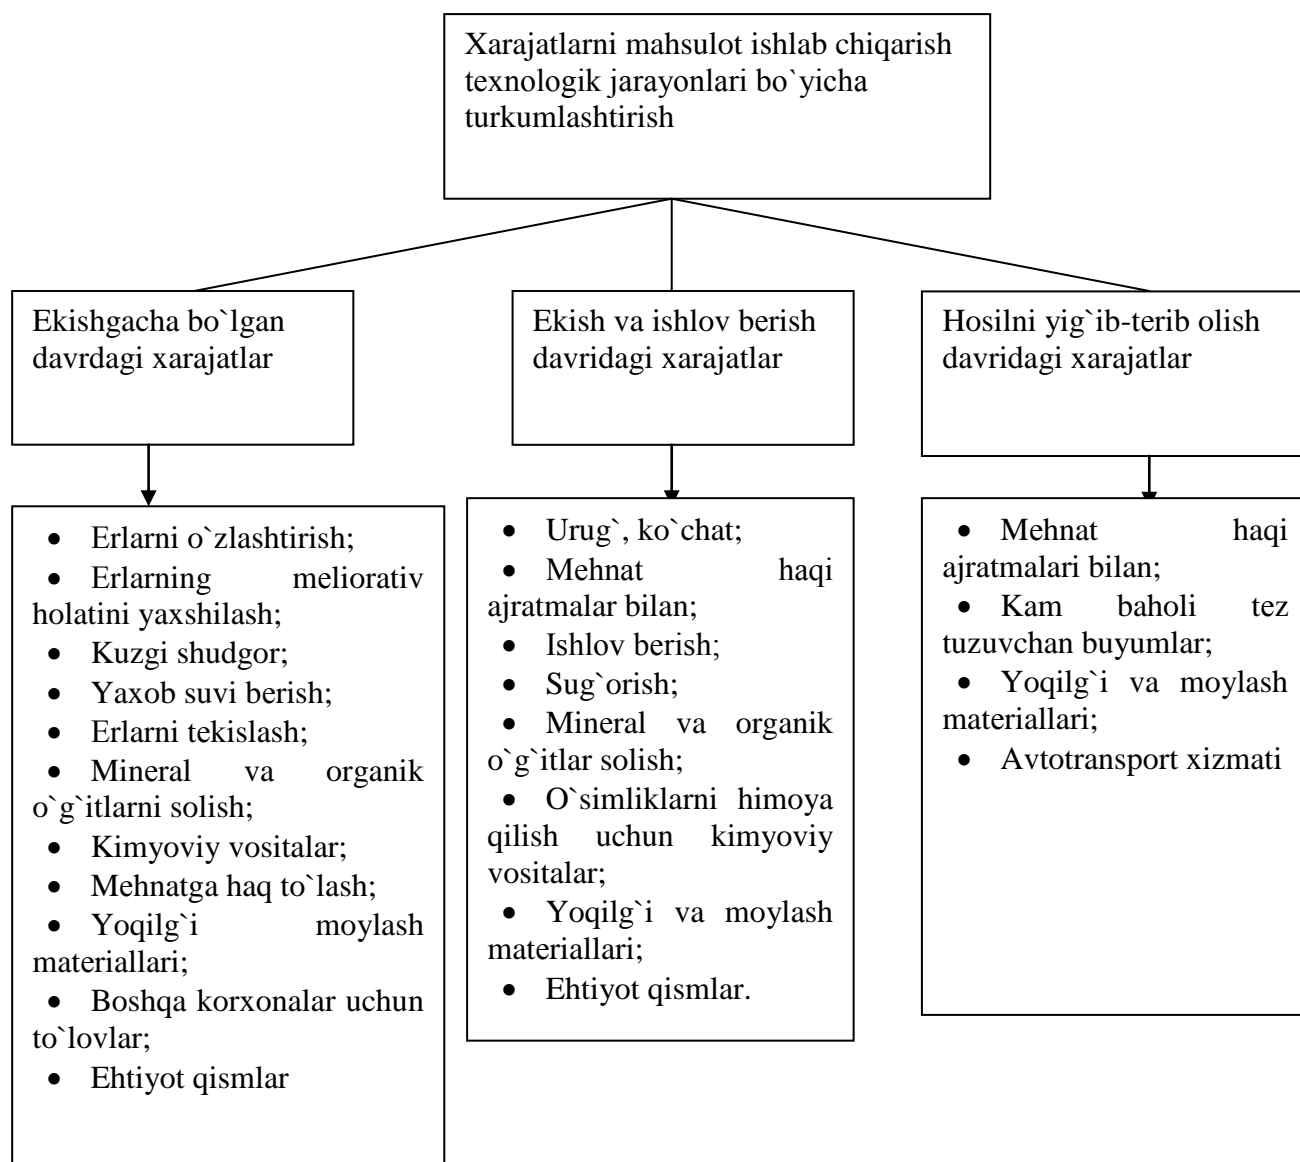 Xarajatlarni mahsulot ishlab chiqarish
texnologik jarayonlari bo`yicha
turkumlashtirish
Ekishgacha bo`lgan
davrdagi xarajatlar
Ekish va ishlov berish
davridagi xarajatlar
Hosilni yig`ib-terib olish
davridagi xarajatlar
• Erlarni o`zlashtirish;
• Erlarning meliorativ
holatini yaxshilash;
• Kuzgi shudgor;
• Yaxob suvi berish;
• Erlarni tekislash;
• Mineral va organik
o`g`itlarni solish;
• Kimyoviy vositalar;
• Mehnatga haq to`lash;
• Yoqilg`i moylash
materiallari;
• Boshqa korxonalar uchun
to`lovlar;
• Ehtiyot qismlar
• Urug`, ko`chat;
• Mehnat haqi
ajratmalar bilan;
• Ishlov berish;
• Sug`orish;
• Mineral va organik
o`g`itlar solish;
• O`simliklarni himoya
qilish uchun kimyoviy
vositalar;
• Yoqilg`i va moylash
materiallari;
• Ehtiyot qismlar.
• Mehnat haqi
ajratmalari bilan;
• Kam baholi tez
tuzuvchan buyumlar;
• Yoqilg`i va moylash
materiallari;
• Avtotransport xizmati